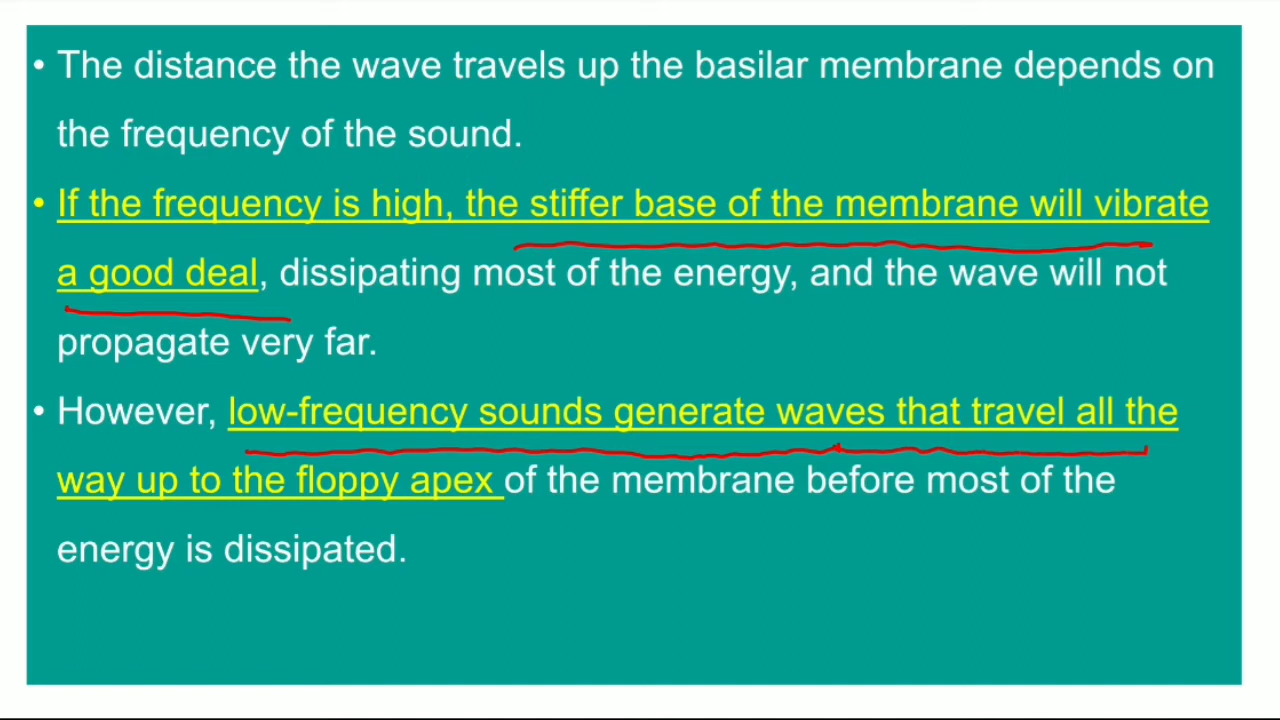 • The distance the wave travels up the basilar membrane depends on
the frequency of the sound.
• If the frequency is high, the stiffer base of the membrane will vibrate
a good deal, dissipating most of the energy, and the wave will not
propagate very far.
• However, low-frequency sounds generate waves that travel all the
way up to the floppy apex of the membrane before most of the
energy is dissipated.